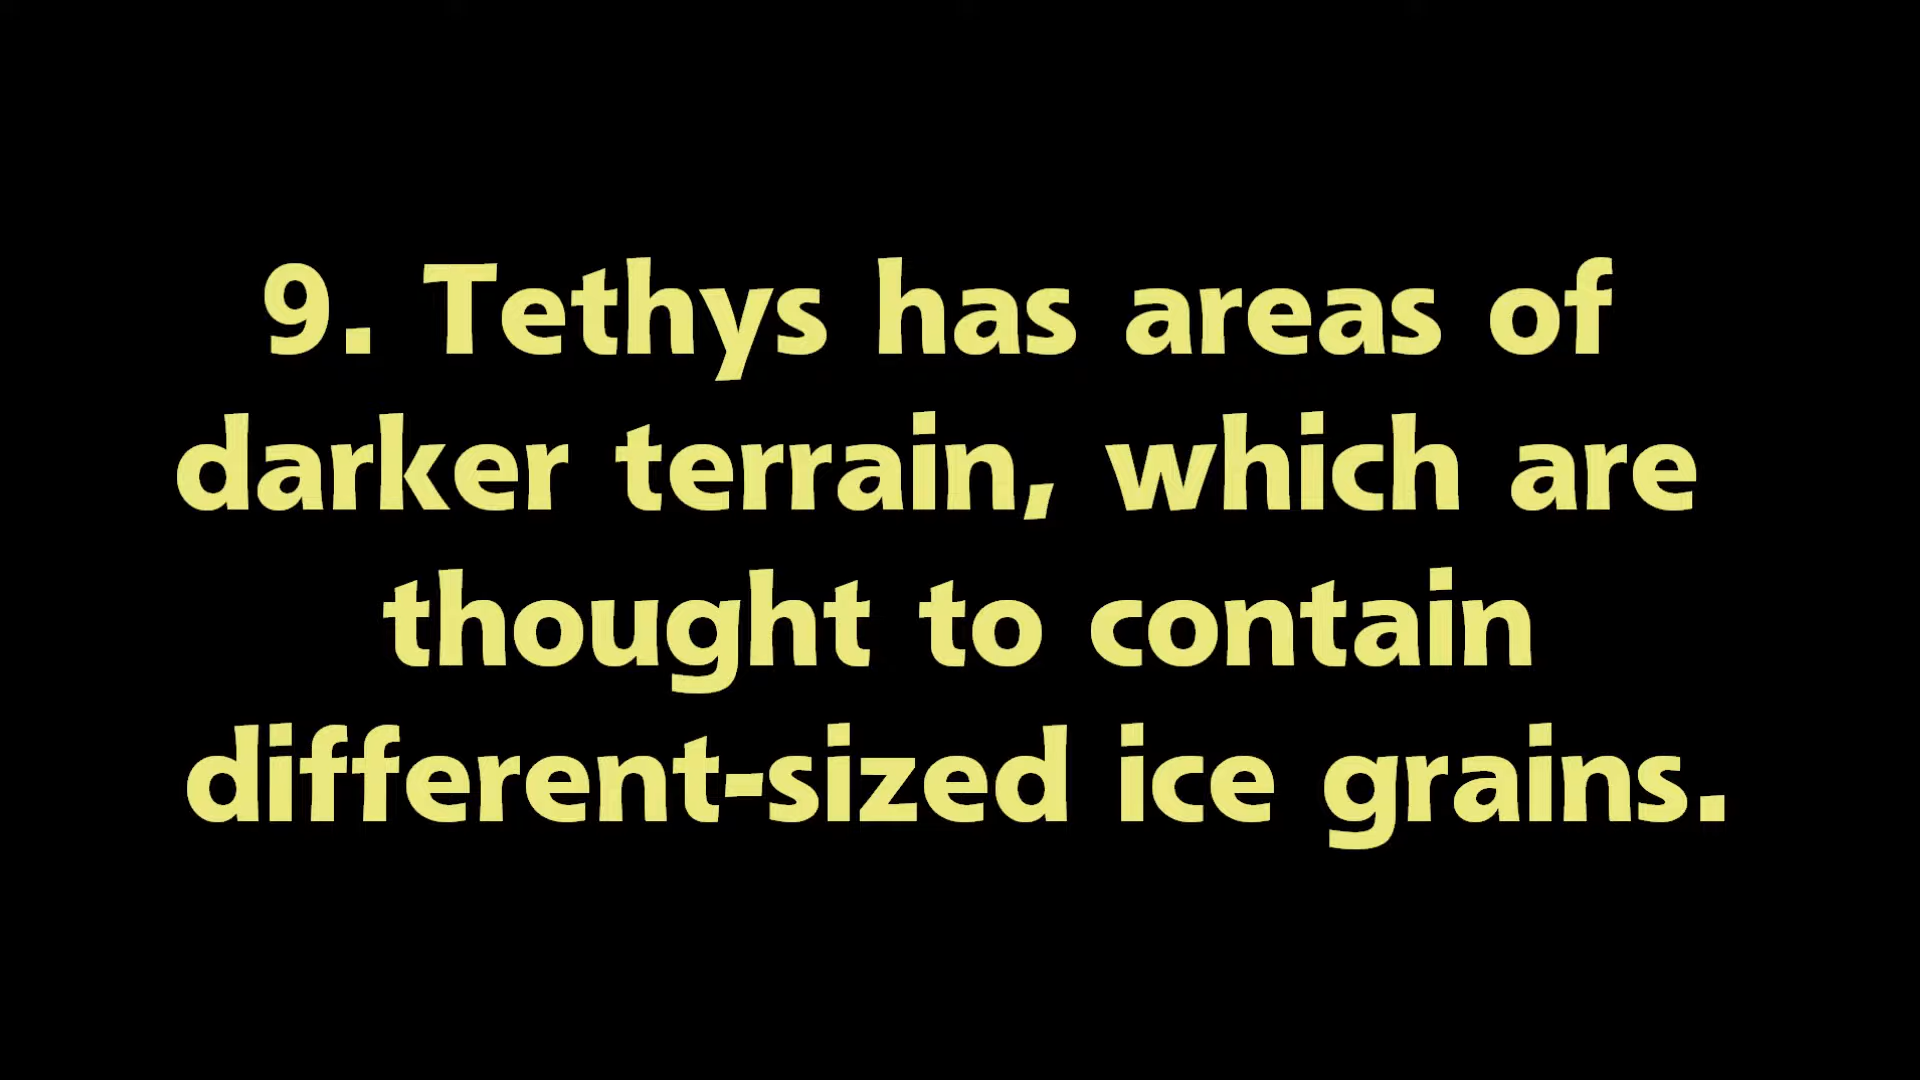 9. Tethys has areas of
darker terrain, which are
thought to contain
different-sized ice grains.